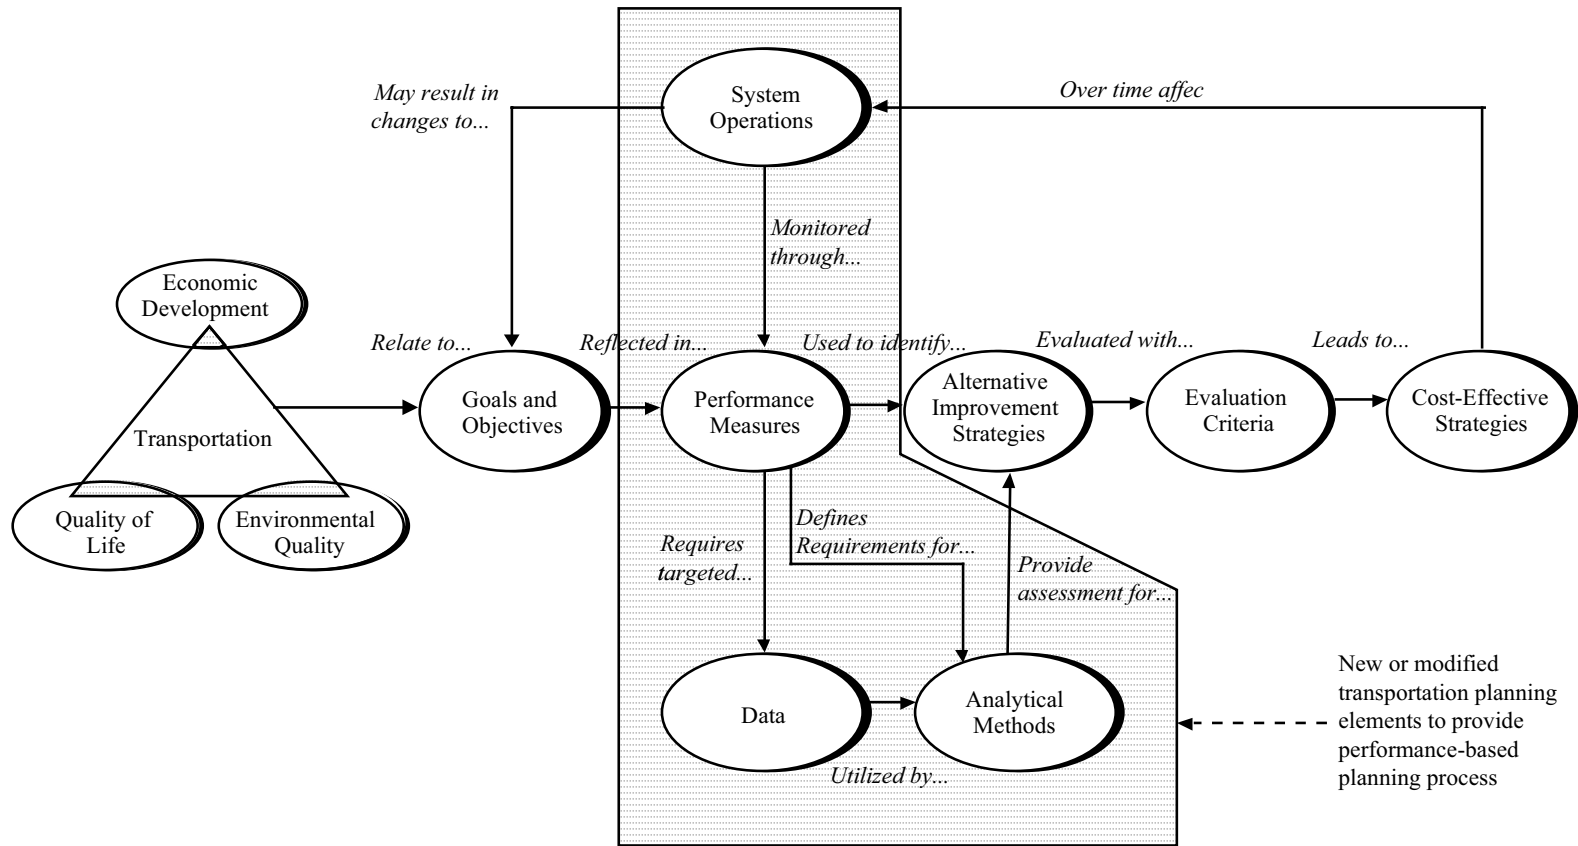 System
Operations
May result in
changes to...
Over time affec
Monitored
through...
Economic
Development
Transportation
Quality of
Life
Environmental
Quality
Relate to...
Goals and
Objectives
Reflected in...
Performance
Measures
Used to identify...
Alternative
Improvement
Strategies
Evaluated with...
Evaluation
Criteria
Leads to...
Cost-Effective
Strategies
Requires
targeted...
Defines
Requirements for...
Provide
assessment for...
Data
Utilized by...
Analytical
Methods
New or modified
transportation planning
elements to provide
performance-based
planning process